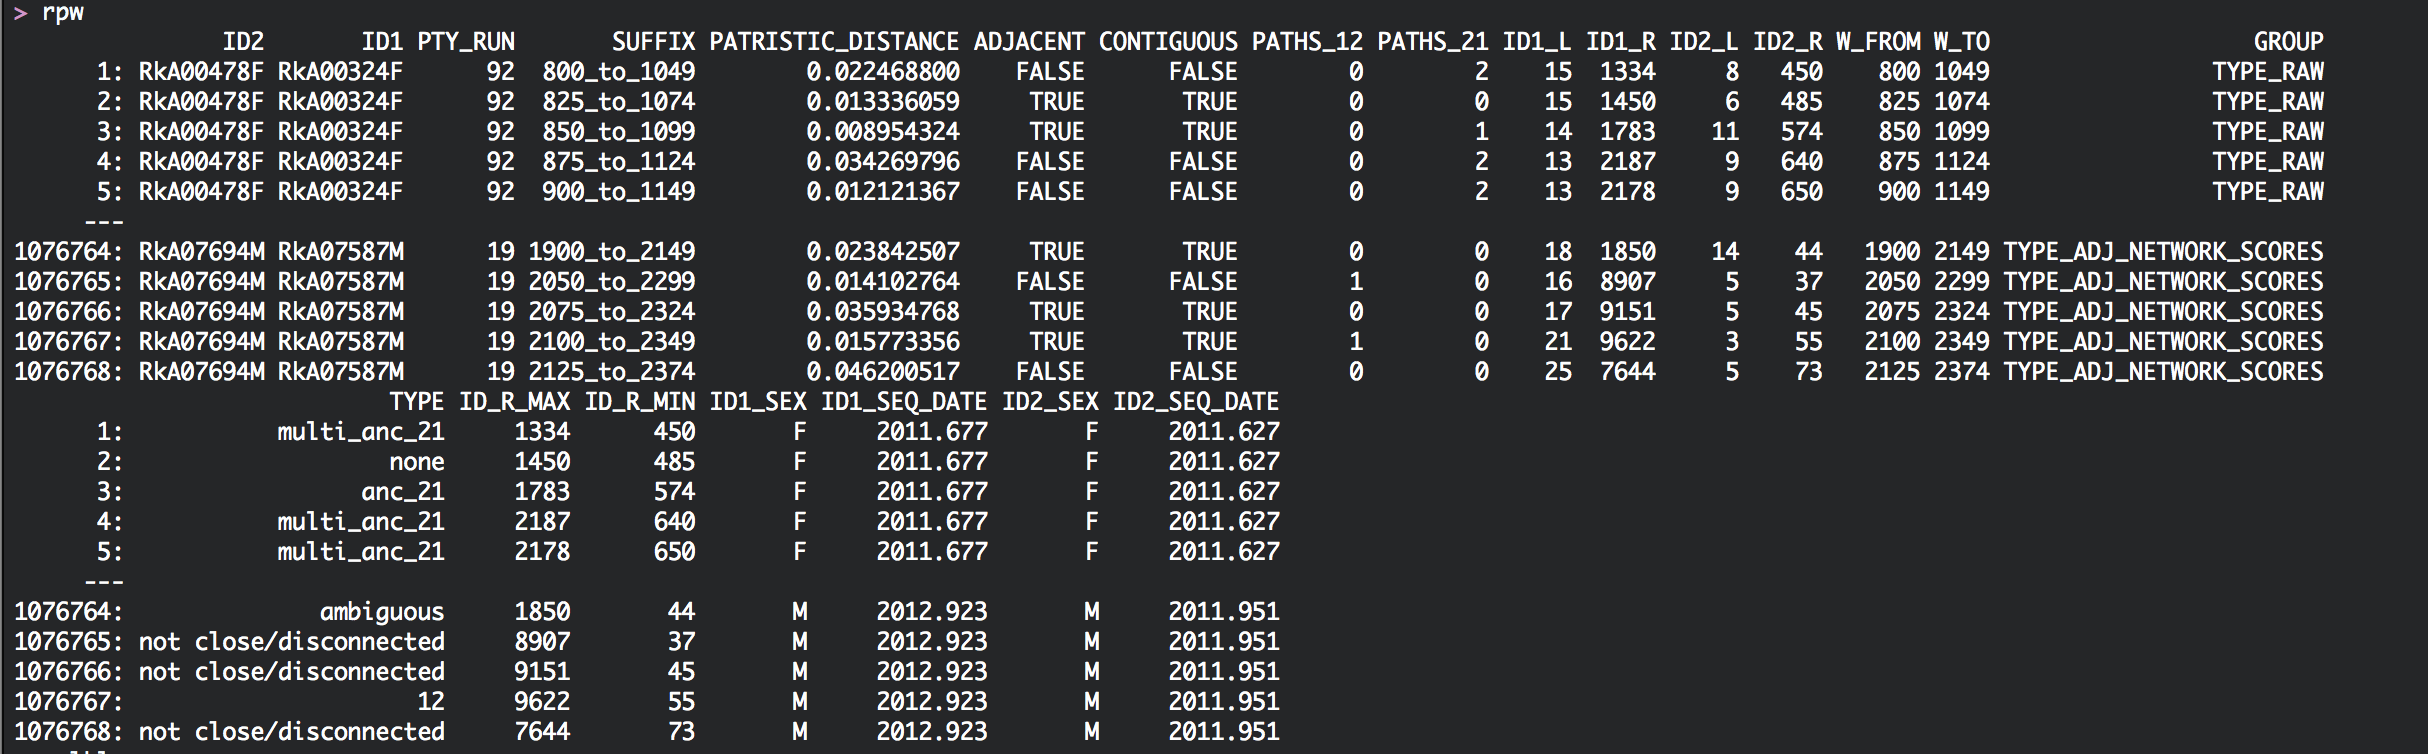 > rpw
ID2 ID1 PTY_RUN SUFFIX PATRISTIC_DISTANCE ADJACENT CONTIGUOUS PATHS_12 PATHS_21 ID1_L ID1_R ID2_L ID2_R W_FROM W_TO GROUP
1: RkA00478F RkA00324F 92 800_to_1049 0.022468800 FALSE FALSE 0 2 15 1334 8 450 800 1049 TYPE_RAW
2: RkA00478F RkA00324F 92 825_to_1074 0.013336059 TRUE TRUE 0 0 15 1450 6 485 825 1074 TYPE_RAW
3: RkA00478F RkA00324F 92 850_to_1099 0.008954324 TRUE TRUE 0 1 14 1783 11 574 850 1099 TYPE_RAW
4: RkA00478F RkA00324F 92 875_to_1124 0.034269796 FALSE FALSE 0 2 13 2187 9 640 875 1124 TYPE_RAW
5: RkA00478F RkA00324F 92 900_to_1149 0.012121367 FALSE FALSE 0 2 13 2178 9 650 900 1149 TYPE_RAW
---
1076764: RkA07694M RkA07587M 19 1900_to_2149 0.023842507 TRUE TRUE 0 0 18 1850 14 44 1900 2149 TYPE_ADJ_NETWORK_SCORES
1076765: RkA07694M RkA07587M 19 2050_to_2299 0.014102764 FALSE FALSE 1 0 16 8907 5 37 2050 2299 TYPE_ADJ_NETWORK_SCORES
1076766: RkA07694M RkA07587M 19 2075_to_2324 0.035934768 TRUE TRUE 0 0 17 9151 5 45 2075 2324 TYPE_ADJ_NETWORK_SCORES
1076767: RkA07694M RkA07587M 19 2100_to_2349 0.015773356 TRUE TRUE 1 0 21 9622 3 55 2100 2349 TYPE_ADJ_NETWORK_SCORES
1076768: RkA07694M RkA07587M 19 2125_to_2374 0.046200517 FALSE FALSE 0 0 25 7644 5 73 2125 2374 TYPE_ADJ_NETWORK_SCORES
TYPE ID_R_MAX ID_R_MIN ID1_SEX ID1_SEQ_DATE ID2_SEX ID2_SEQ_DATE
1: multi_anc_21 1334 450 F 2011.677 F 2011.627
2: none 1450 485 F 2011.677 F 2011.627
3: anc_21 1783 574 F 2011.677 F 2011.627
4: multi_anc_21 2187 640 F 2011.677 F 2011.627
5: multi_anc_21 2178 650 F 2011.677 F 2011.627
---
1076764: ambiguous 1850 44 M 2012.923 M 2011.951
1076765: not close/disconnected 8907 37 M 2012.923 M 2011.951
1076766: not close/disconnected 9151 45 M 2012.923 M 2011.951
1076767: 12 9622 55 M 2012.923 M 2011.951
1076768: not close/disconnected 7644 73 M 2012.923 M 2011.951